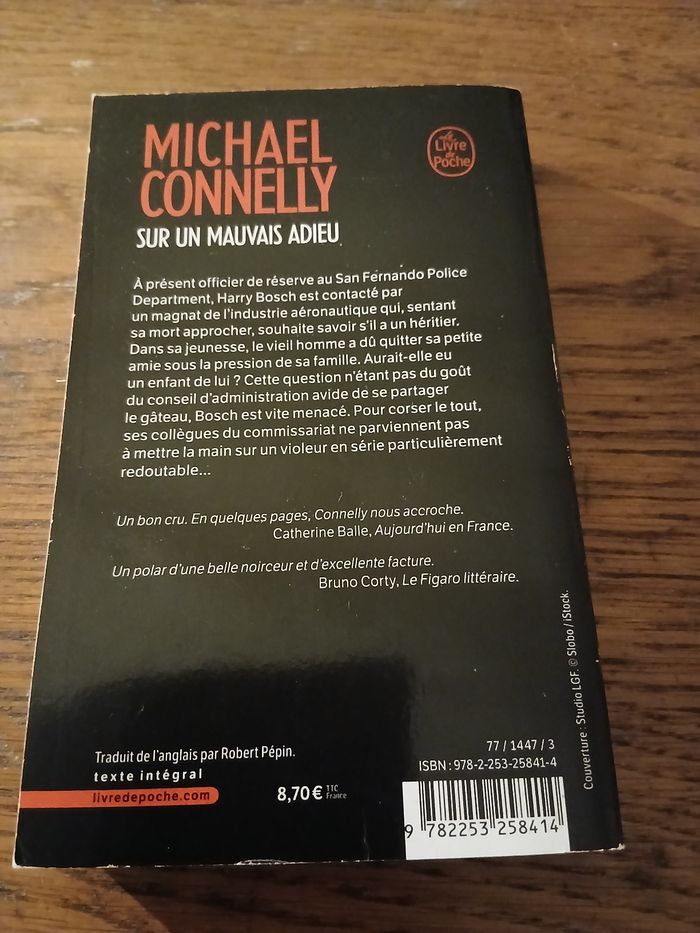 MICHAEL
CONNELLY
SUR UN MAUVAIS ADIEU
Le
Livre
de
Poche
À présent officier de réserve au San Fernando Police
Department, Harry Bosch est contacté par
un magnat de l'industrie aéronautique qui, sentant
sa mort approcher, souhaite savoir s'il a un héritier.
Dans sa jeunesse, le vieil homme a dû quitter sa petite
amie sous la pression de sa famille. Aurait-elle eu
un enfant de lui ? Cette question n'étant pas du goût
du conseil d'administration avide de se partager
le gâteau, Bosch est vite menacé. Pour corser le tout,
ses collègues du commissariat ne parviennent pas
à mettre la main sur un violeur en série particulièrement
redoutable...
Un bon cru. En quelques pages, Connelly nous accroche.
Catherine Balle, Aujourd'hui en France.
Un polar d'une belle noirceur et d'excellente facture.
Bruno Corty, Le Figaro littéraire.
Couverture : Studio LGF. © Slobo / iStock.
Traduit de l'anglais par Robert Pépin.
texte intégral
livredepoche.com
8,70 € TTC
France
77 / 1447 / 3
ISBN : 978-2-253-25841-4
9 782253 258414